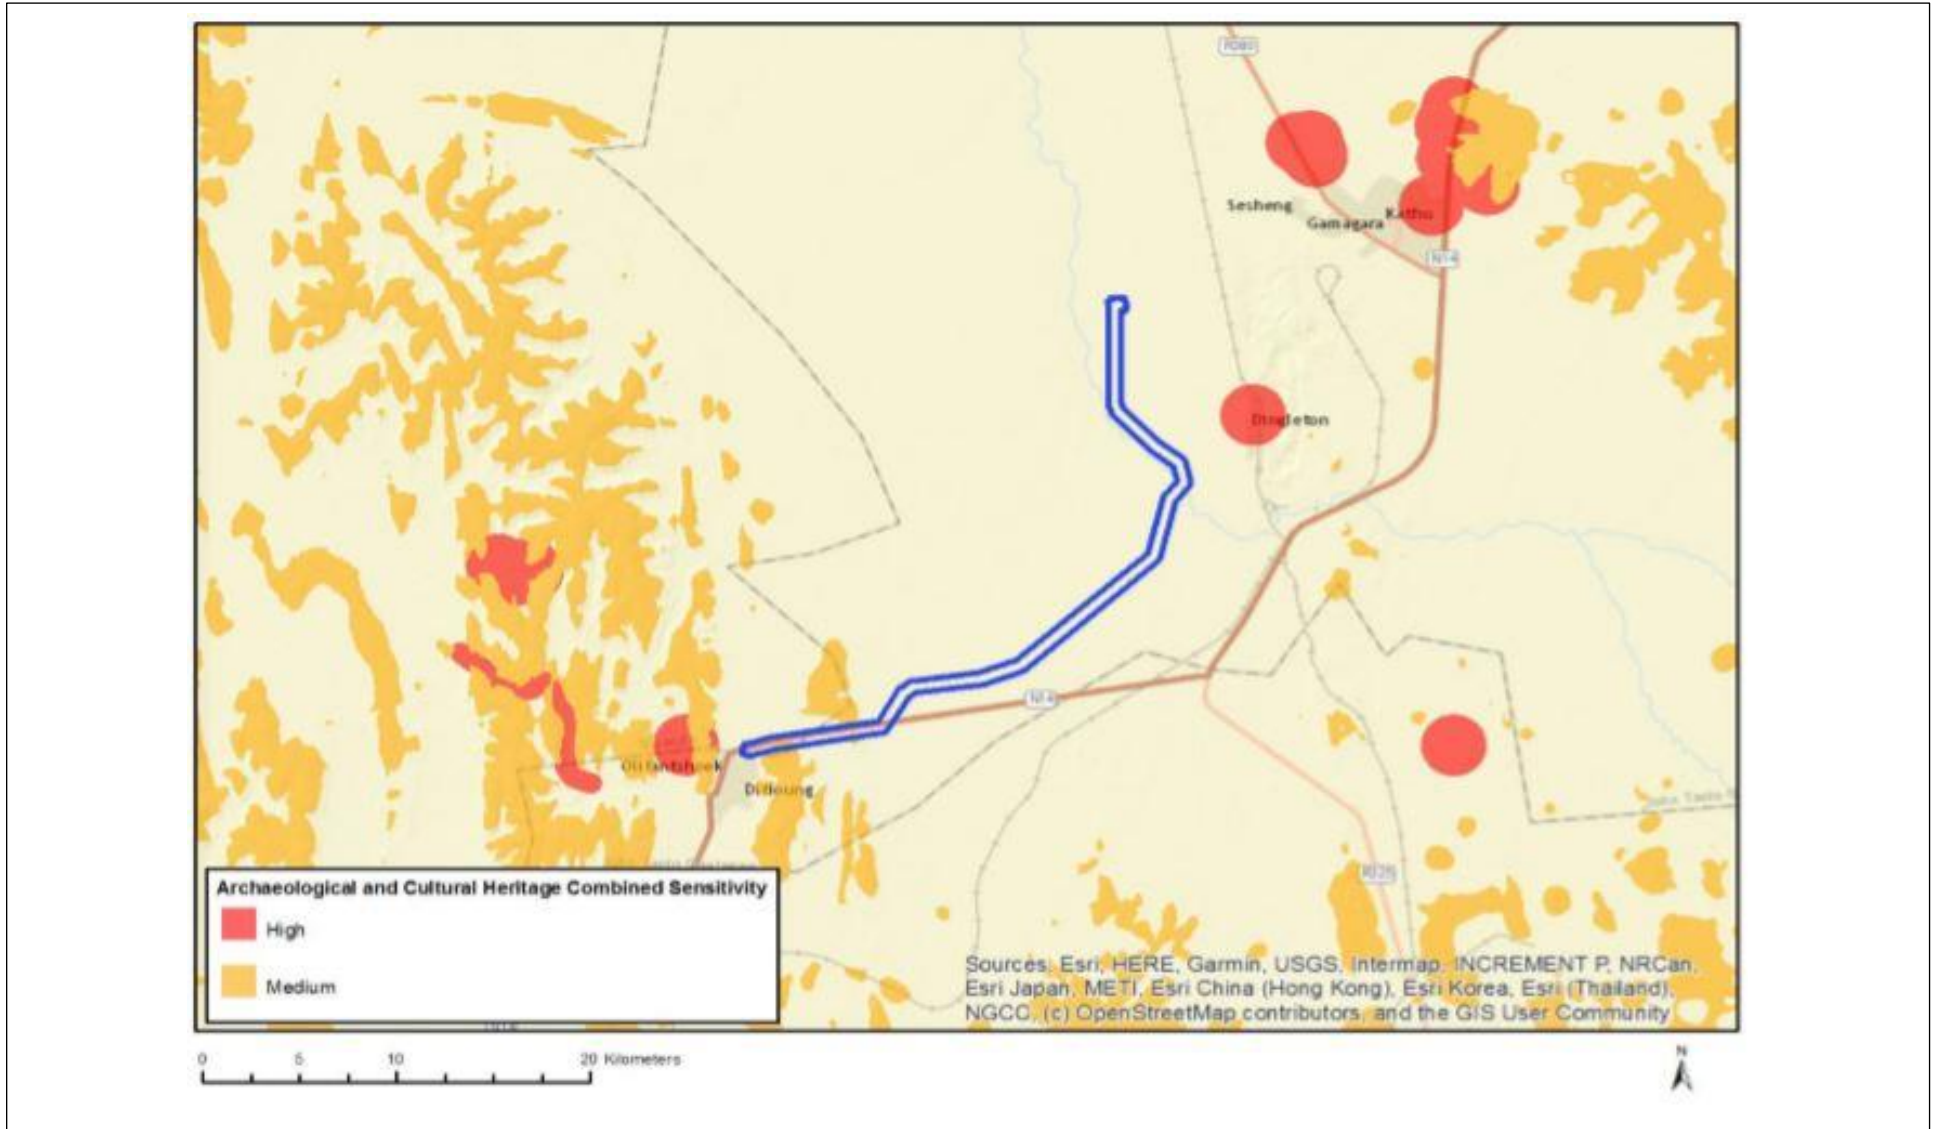 R380
Sesheng
Gamagara
Kathu
N14
Dingleton
N14
Olifantshoek
Ditloung
R325
Archaeological and Cultural Heritage Combined Sensitivity
High
Medium
Sources: Esri, HERE, Garmin, USGS, Intermap, INCREMENT P, NRCan,
Esri Japan, METI, Esri China (Hong Kong), Esri Korea, Esri (Thailand),
NGCC, (c) OpenStreetMap contributors, and the GIS User Community
N14
0 5 10 20 Kilometers
N